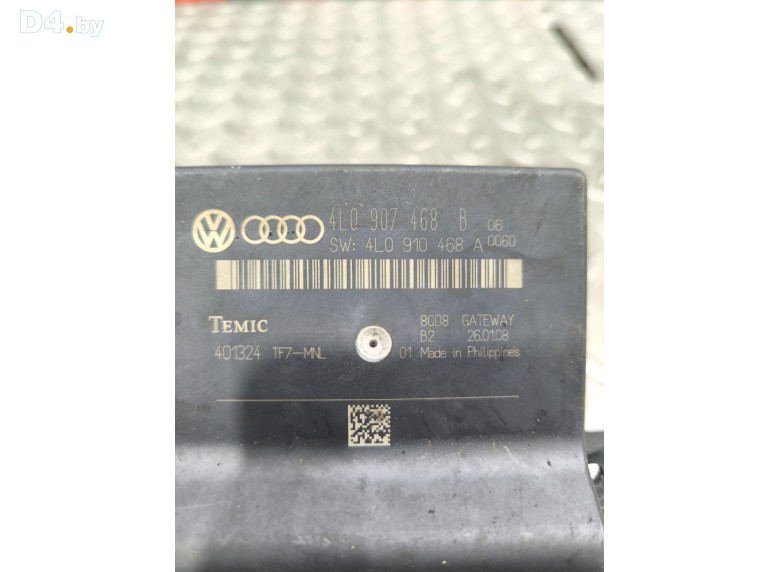 D4.by
4L0 907 468 B 06
SW: 4L0 910 468 A 0060
TEMIC
80D8 GATEWAY
B2 26.01.08
401324 TF7-MNL
01 Made in Philippines